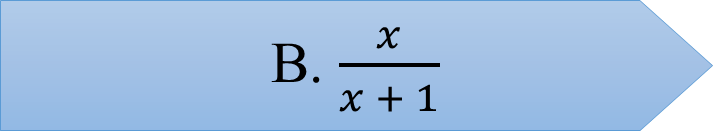 B. x/(x + 1)